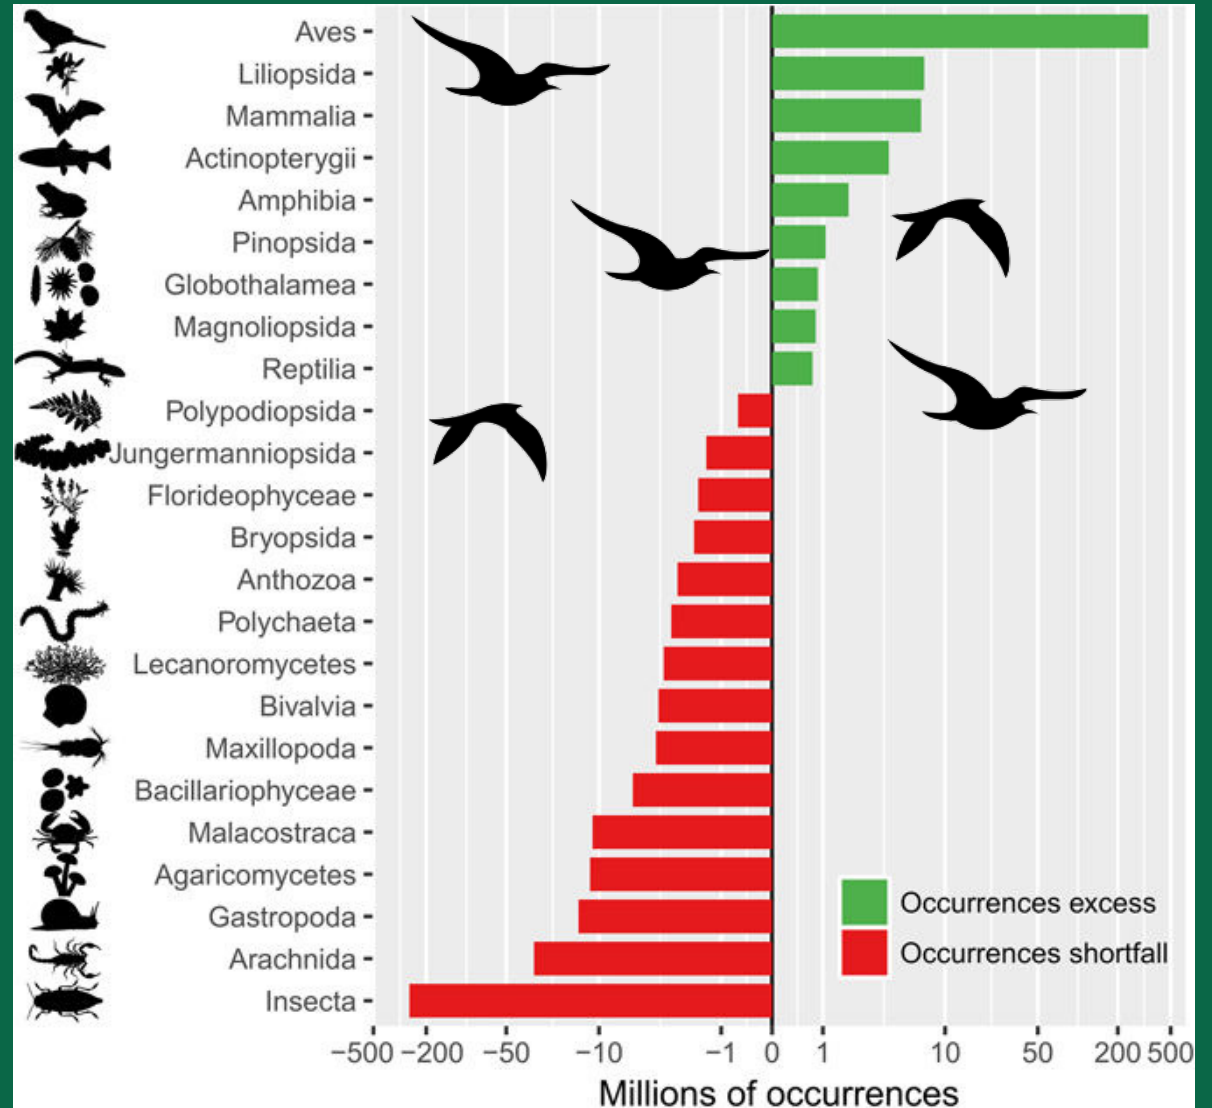 Aves
Liliopsida
Mammalia
Actinopterygii
Amphibia
Pinopsida
Globothalamea
Magnoliopsida
Reptilia
Polypodiopsida
Jungermanniopsida
Florideophyceae
Bryopsida
Anthozoa
Polychaeta
Lecanoromycetes
Bivalvia
Maxillopoda
Bacillariophyceae
Malacostraca
Agaricomycetes
Gastropoda
Arachnida
Insecta
Occurrences excess
Occurrences shortfall
−500 −200 −50 −10 −1 0 1 10 50 200 500
Millions of occurrences